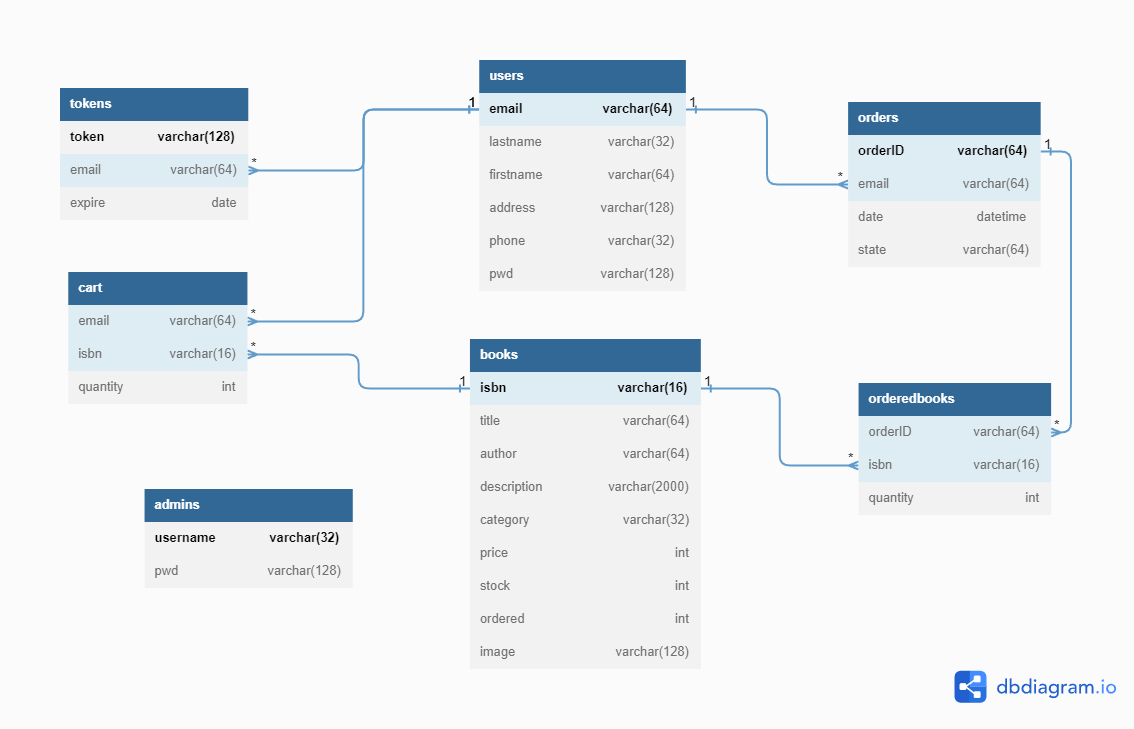 tokens
token varchar(128)
email varchar(64)
expire date
users
email varchar(64)
lastname varchar(32)
firstname varchar(64)
address varchar(128)
phone varchar(32)
pwd varchar(128)
orders
orderID varchar(64)
email varchar(64)
date datetime
state varchar(64)
cart
email varchar(64)
isbn varchar(16)
quantity int
books
isbn varchar(16)
title varchar(64)
author varchar(64)
description varchar(2000)
category varchar(32)
price int
stock int
ordered int
image varchar(128)
orderedbooks
orderID varchar(64)
isbn varchar(16)
quantity int
admins
username varchar(32)
pwd varchar(128)
1
1
1
1
1
*
*
*
*
*
*
dbdiagram.io